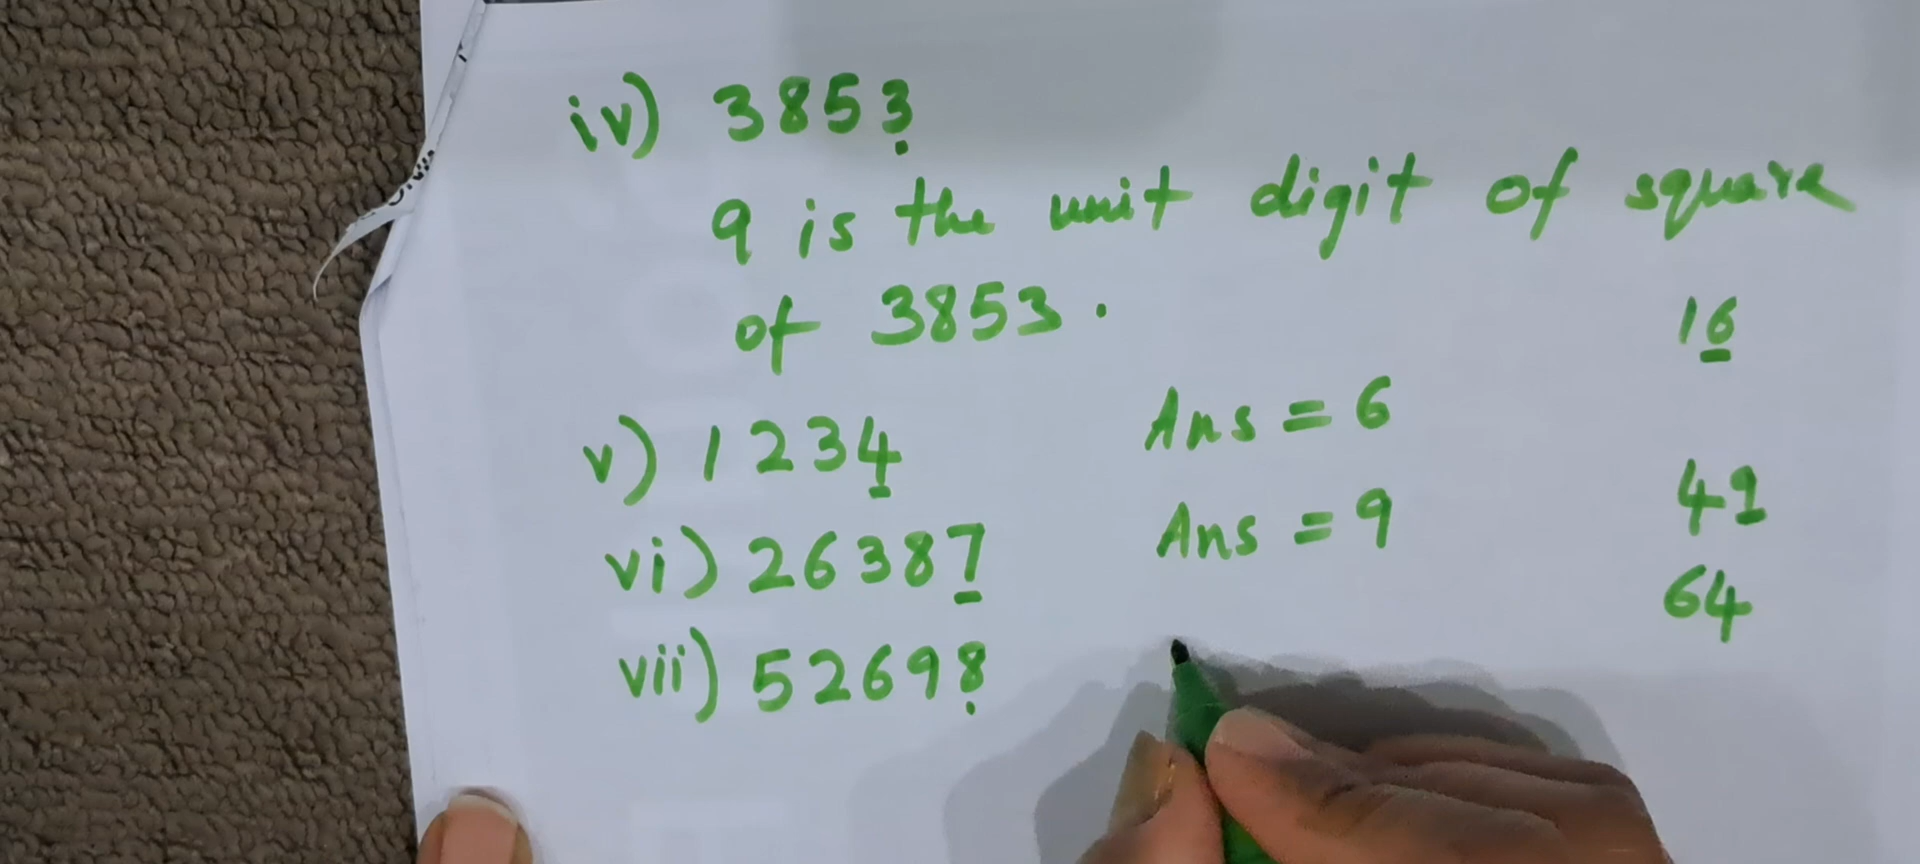 iv) 3853
9 is the unit digit of square
of 3853.
16
v) 1234 Ans = 6
49
vi) 26387 Ans = 9
64
vii) 52698